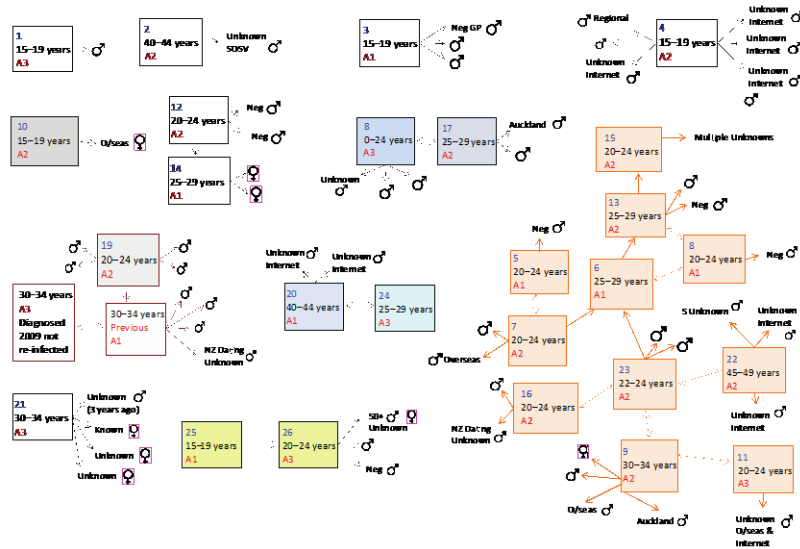 1
15–19 years
A3
2
40–44 years
A2
Unknown
SOSV
3
15–19 years
A1
Neg GP
Regional
Unknown
Internet
4
15–19 years
A2
Unknown
Internet
Unknown
Internet
Unknown
Internet
10
15–19 years
A2
O/seas
12
20–24 years
A2
Neg
Neg
14
25–29 years
A1
8
0–24 years
A3
Unknown
17
25–29 years
A2
Auckland
15
20–24 years
A2
Multiple Unknowns
13
25–29 years
A2
Neg
8
20–24 years
A1
Neg
19
20–24 years
A2
30–34 years
A3
Diagnosed
2009 not
re-infected
30–34 years
Previous
A1
NZ Dating
Unknown
Unknown
Internet
Unknown
Internet
20
40–44 years
A1
24
25–29 years
A3
Neg
5
20–24 years
A1
6
25–29 years
A1
7
20–24 years
A2
Overseas
5 Unknown
Unknown
Internet
22
45–49 years
A2
Unknown
Internet
23
22–24 years
A2
16
20–24 years
A2
NZ Dating
Unknown
21
30–34 years
A3
Unknown
(3 years ago)
Known
Unknown
Unknown
25
15–19 years
A1
26
20–24 years
A3
50+
Unknown
Neg
9
30–34 years
A2
O/seas
Auckland
11
20–24 years
A3
Unknown
O/seas &
Internet